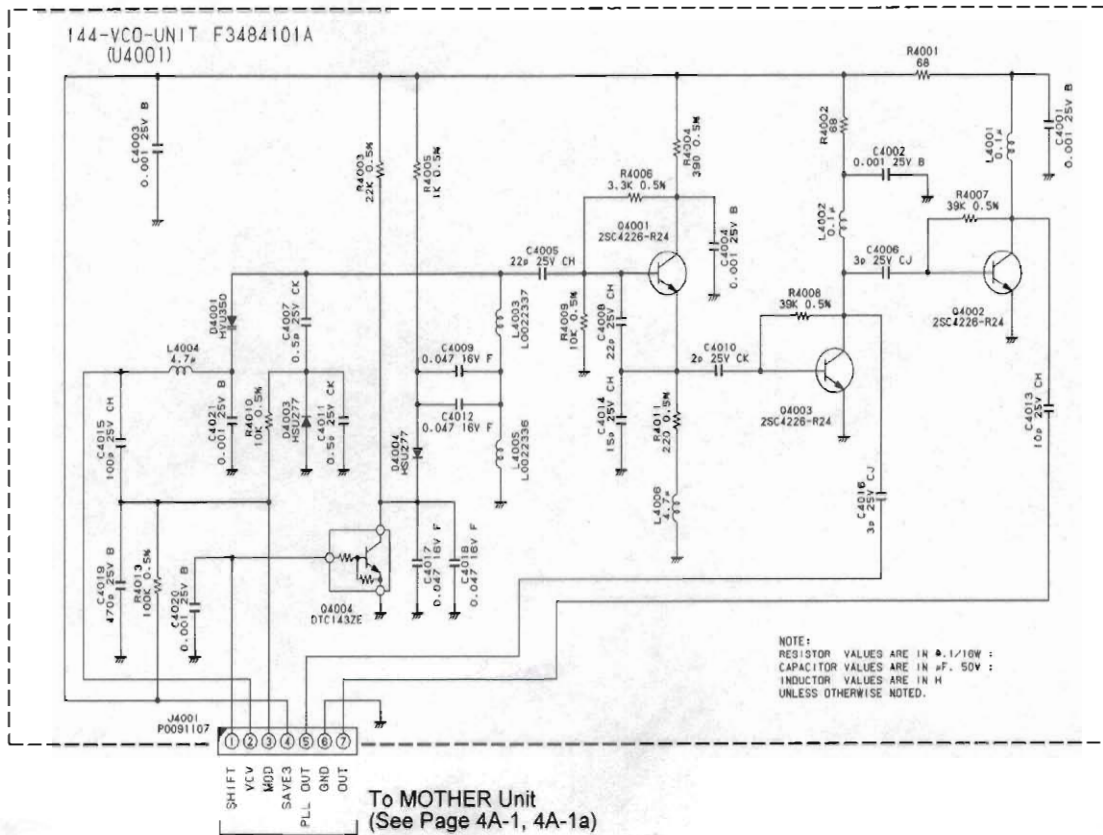 144-VCO-UNIT F3484101A
(U4001)
C4003
0.001 25V B
R4003
22K 0.5%
R4005
1K 0.5%
R4004
390 0.5%
R4006
3.3K 0.5%
Q4001
2SC4226-R24
C4004
0.001 25V B
R4001
68
R4002
68
C4002
0.001 25V B
L4001
0.1μ
C4001
0.001 25V B
L4002
0.1μ
R4007
39K 0.5%
C4006
3p 25V CJ
Q4002
2SC4226-R24
C4005
22p 25V CH
R4009
10K 0.5%
C4008
22p 25V CH
R4008
39K 0.5%
C4010
2p 25V CK
Q4003
2SC4226-R24
C4013
10p 25V CH
D4001
HVU350
C4007
0.5p 25V CK
L4003
L0022337
L4004
4.7μ
C4009
0.047 16V F
C4012
0.047 16V F
C4015
100p 25V CH
C4021
0.001 25V B
R4010
10K 0.5%
D4003
HSU277
C4011
0.5p 25V CK
D4004
HSU277
L4005
L0022336
C4014
15p 25V CH
R4011
220 0.5%
L4006
4.7μ
C4016
3p 25V CJ
C4019
470p 25V B
R4013
100K 0.5%
C4020
0.001 25V B
Q4004
DTC143ZE
C4017
0.047 16V F
C4018
0.047 16V F
NOTE:
RESISTOR VALUES ARE IN Ω.1/16W :
CAPACITOR VALUES ARE IN μF. 50V :
INDUCTOR VALUES ARE IN H
UNLESS OTHERWISE NOTED.
J4001
P0091107
1 2 3 4 5 6 7
SHIFT
VCV
MOD
SAVE3
PLL OUT
GND
OUT
To MOTHER Unit
(See Page 4A-1, 4A-1a)